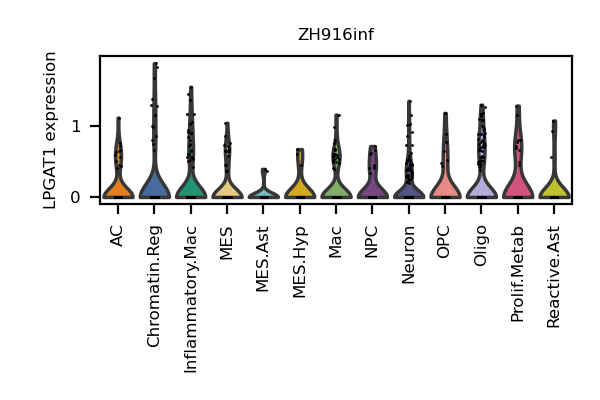 ZH916inf
LPGAT1 expression
1
0
AC
Chromatin.Reg
Inflammatory.Mac
MES
MES.Ast
MES.Hyp
Mac
NPC
Neuron
OPC
Oligo
Prolif.Metab
Reactive.Ast